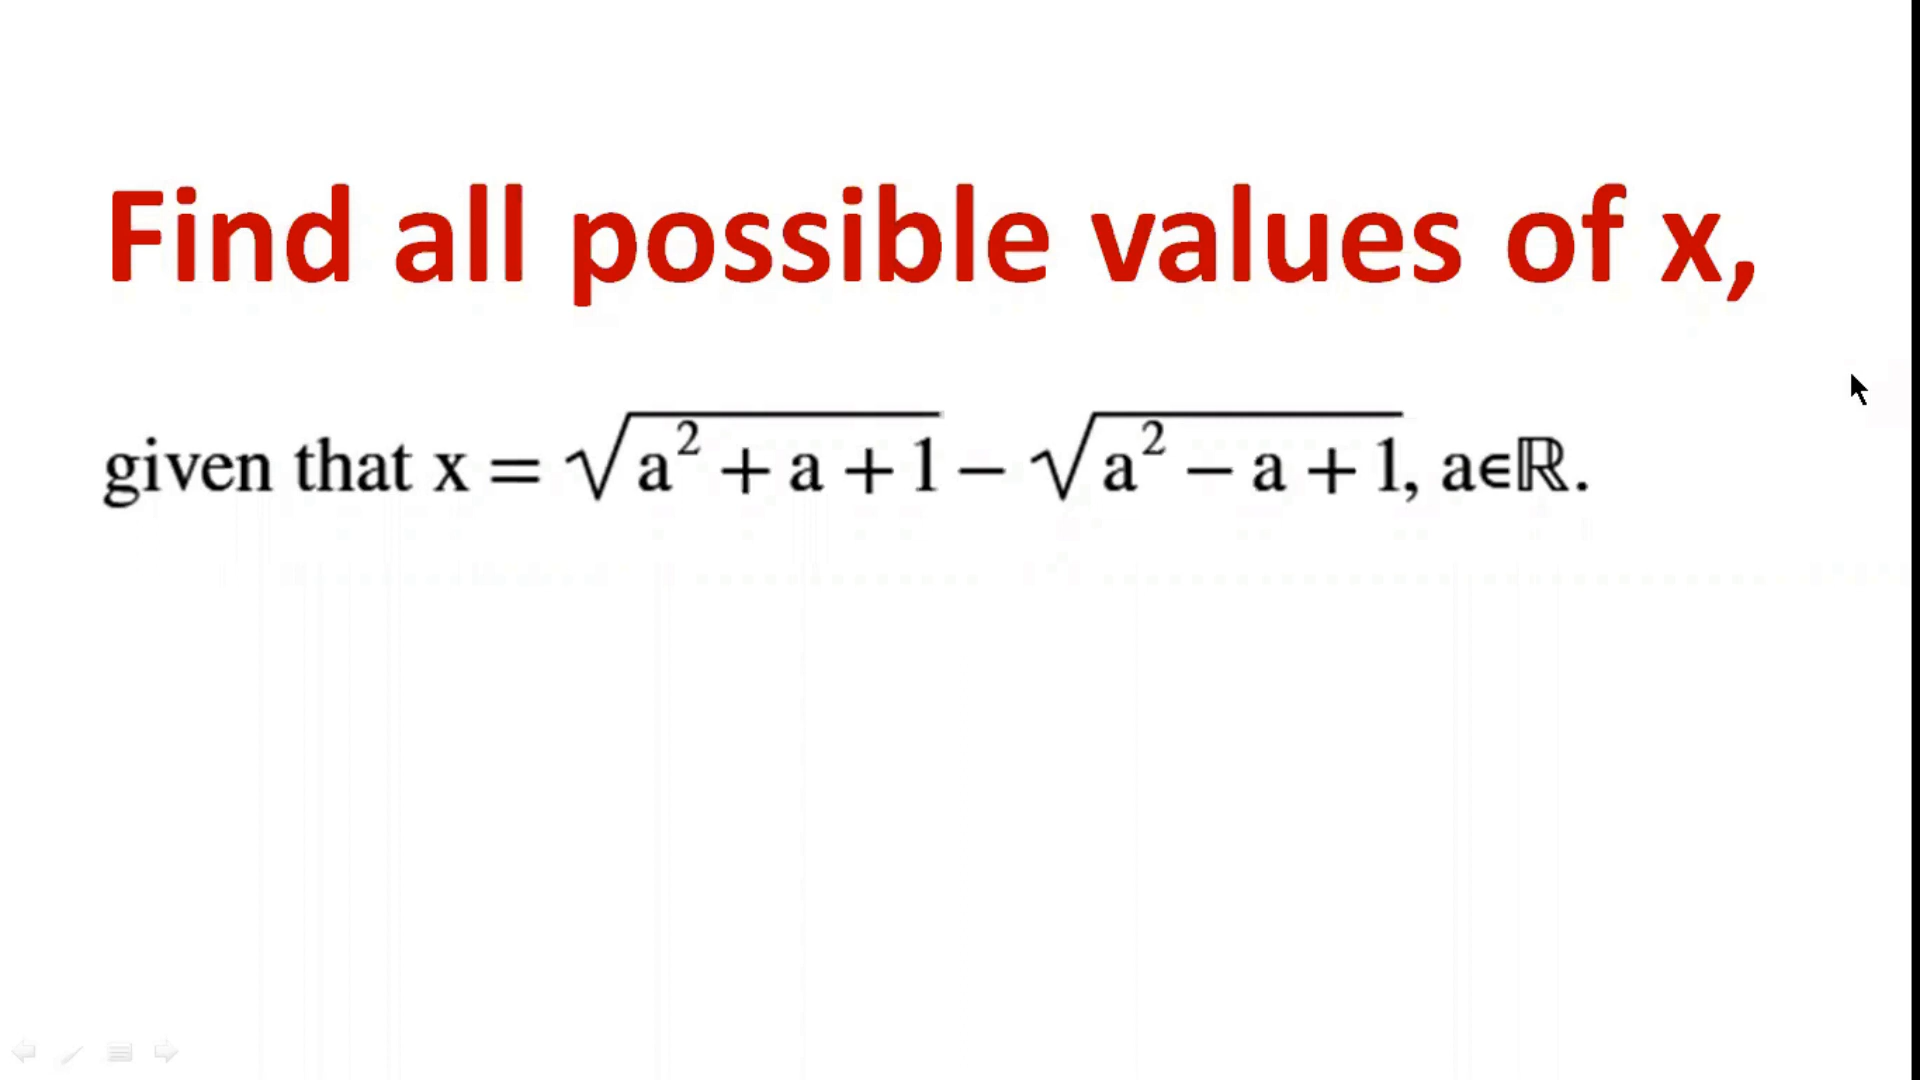 Find all possible values of x,
given that x = √(a² + a + 1) − √(a² − a + 1), a∈ℝ.